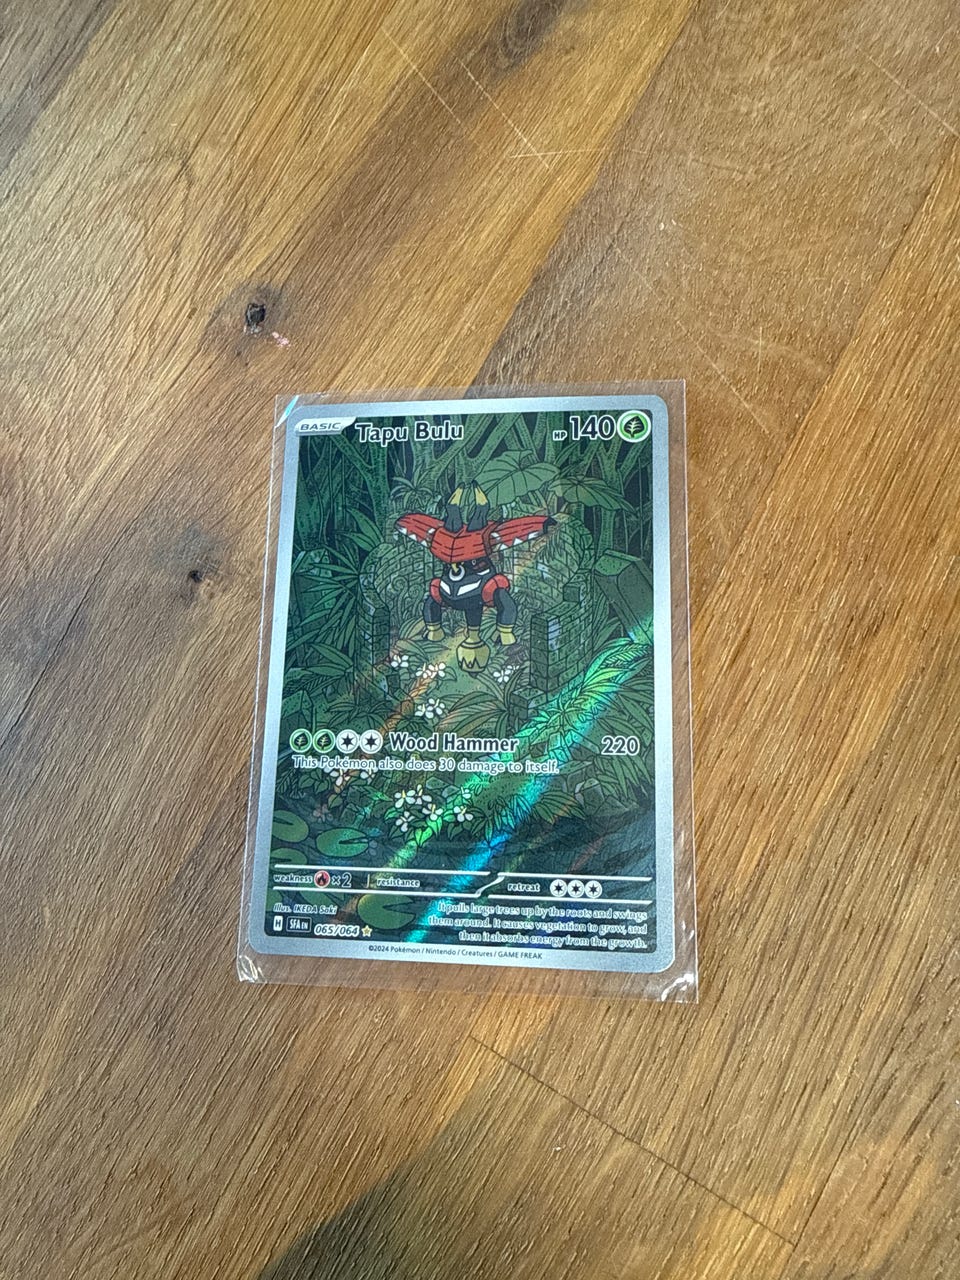 BASIC Tapu Bulu HP 140
Wood Hammer 220
This Pokémon also does 30 damage to itself.
weakness x2 resistance retreat
Illus. IKEDA Saki
It pulls large trees up by the roots and swings
them around. It causes vegetation to grow, and
then it absorbs energy from the growth.
H SFA EN 065/064
©2024 Pokémon / Nintendo / Creatures / GAME FREAK